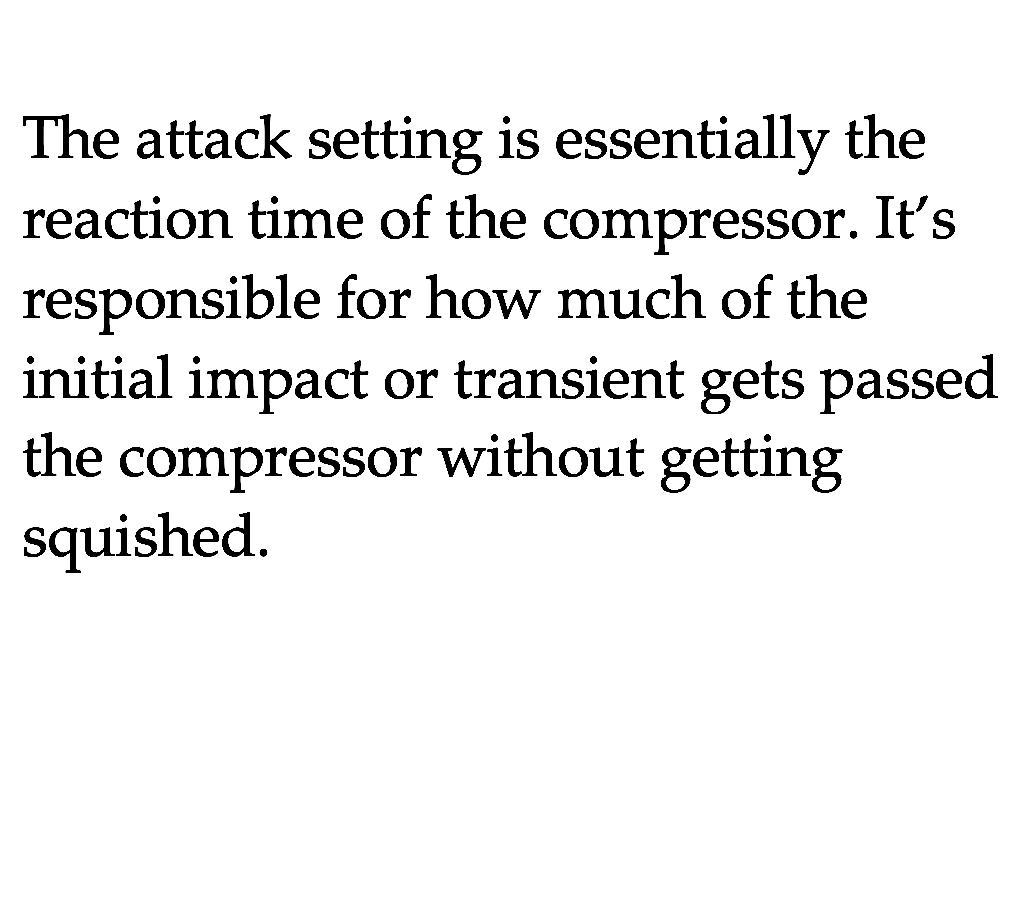 The attack setting is essentially the
reaction time of the compressor. It’s
responsible for how much of the
initial impact or transient gets passed
the compressor without getting
squished.